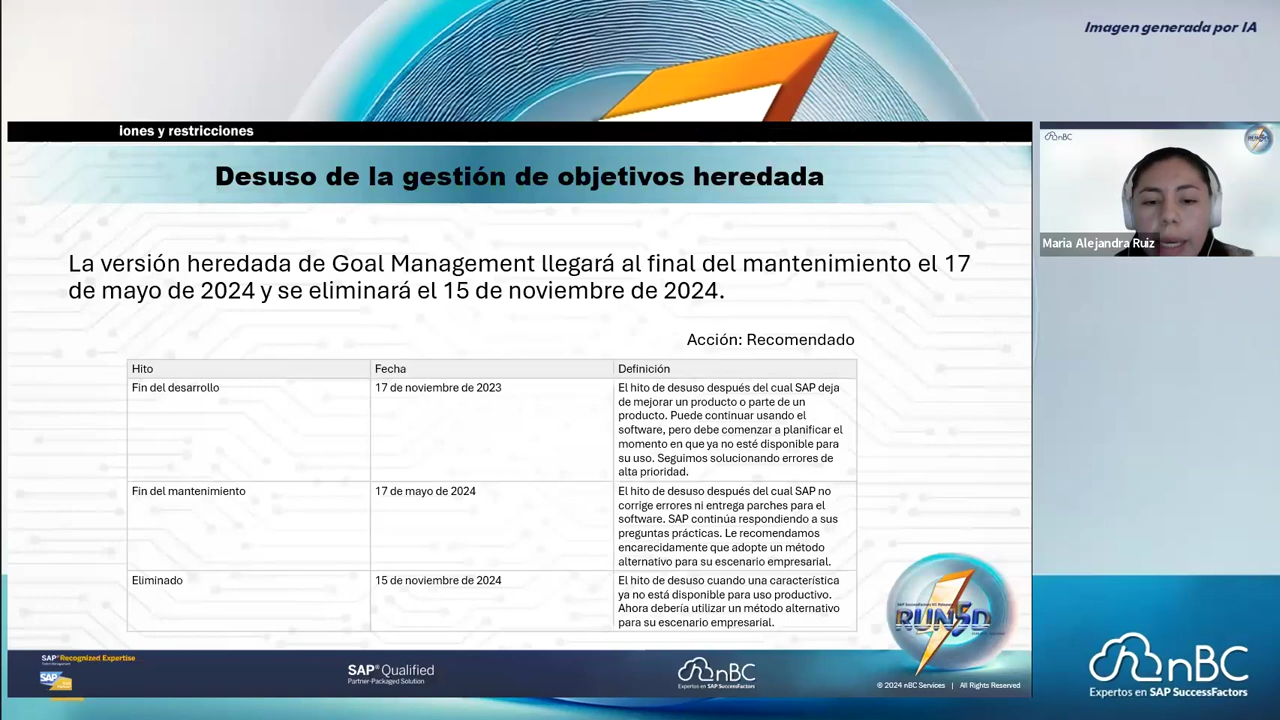 Imagen generada por IA
iones y restricciones
Desuso de la gestión de objetivos heredada
La versión heredada de Goal Management llegará al final del mantenimiento el 17
de mayo de 2024 y se eliminará el 15 de noviembre de 2024.
Acción: Recomendado
Hito Fecha Definición
Fin del desarrollo 17 de noviembre de 2023 El hito de desuso después del cual SAP deja
de mejorar un producto o parte de un
producto. Puede continuar usando el
software, pero debe comenzar a planificar el
momento en que ya no esté disponible para
su uso. Seguimos solucionando errores de
alta prioridad.
Fin del mantenimiento 17 de mayo de 2024 El hito de desuso después del cual SAP no
corrige errores ni entrega parches para el
software. SAP continúa respondiendo a sus
preguntas prácticas. Le recomendamos
encarecidamente que adopte un método
alternativo para su escenario empresarial.
Eliminado 15 de noviembre de 2024 El hito de desuso cuando una característica
ya no está disponible para uso productivo.
Ahora debería utilizar un método alternativo
para su escenario empresarial.
nBC
Maria Alejandra Ruiz
SAP® Recognized Expertise
SAP
SAP® Qualified
Partner-Packaged Solution
nBC
Expertos en SAP SuccessFactors
RUN5D
© 2024 nBC Services | All Rights Reserved
nBC
Expertos en SAP SuccessFactors